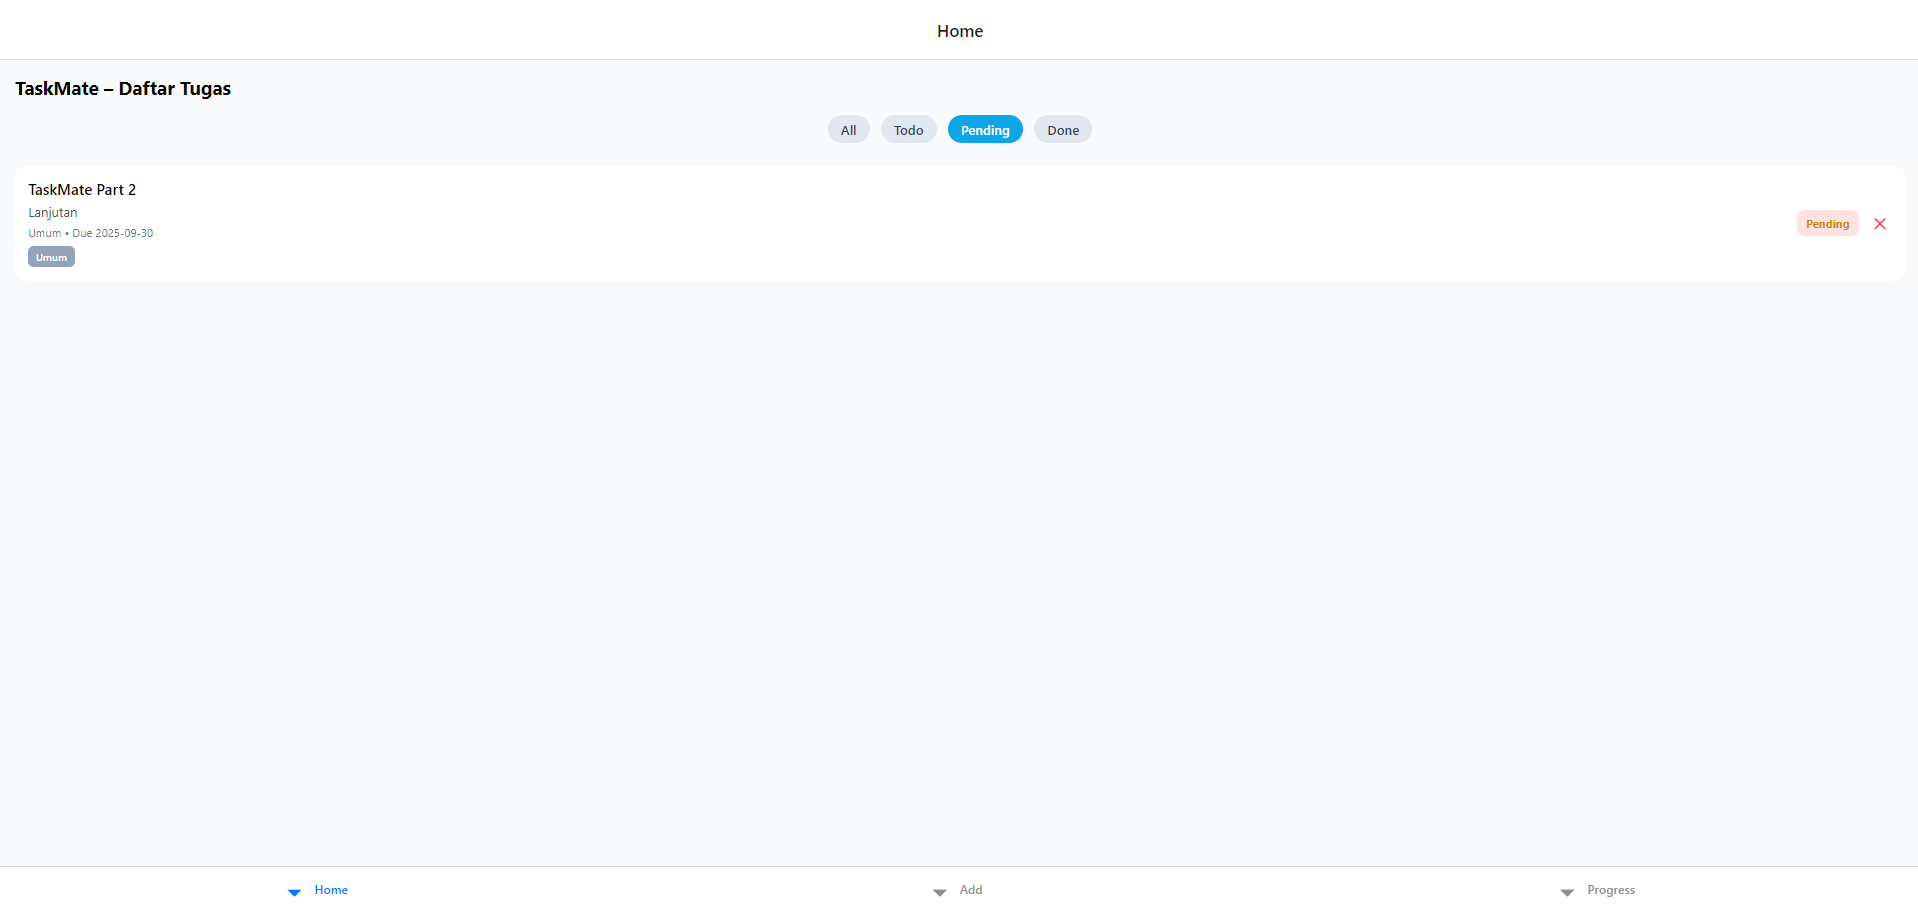 Home
TaskMate – Daftar Tugas
All Todo Pending Done
TaskMate Part 2
Lanjutan
Umum • Due 2025-09-30
Umum
Pending
Home Add Progress